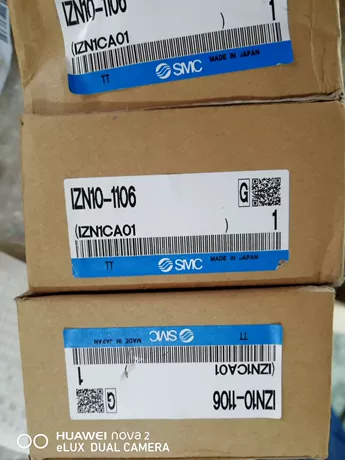 IZN10-1106
(IZN1CA01
1
SMC
MADE IN JAPAN
TT
IZN10-1106
G
(IZN1CA01 )
1
SMC
MADE IN JAPAN
TT
IZN10-1106
G
(IZN1CA01
1
SMC
MADE IN JAPAN
TT
HUAWEI nova 2
eLUX DUAL CAMERA